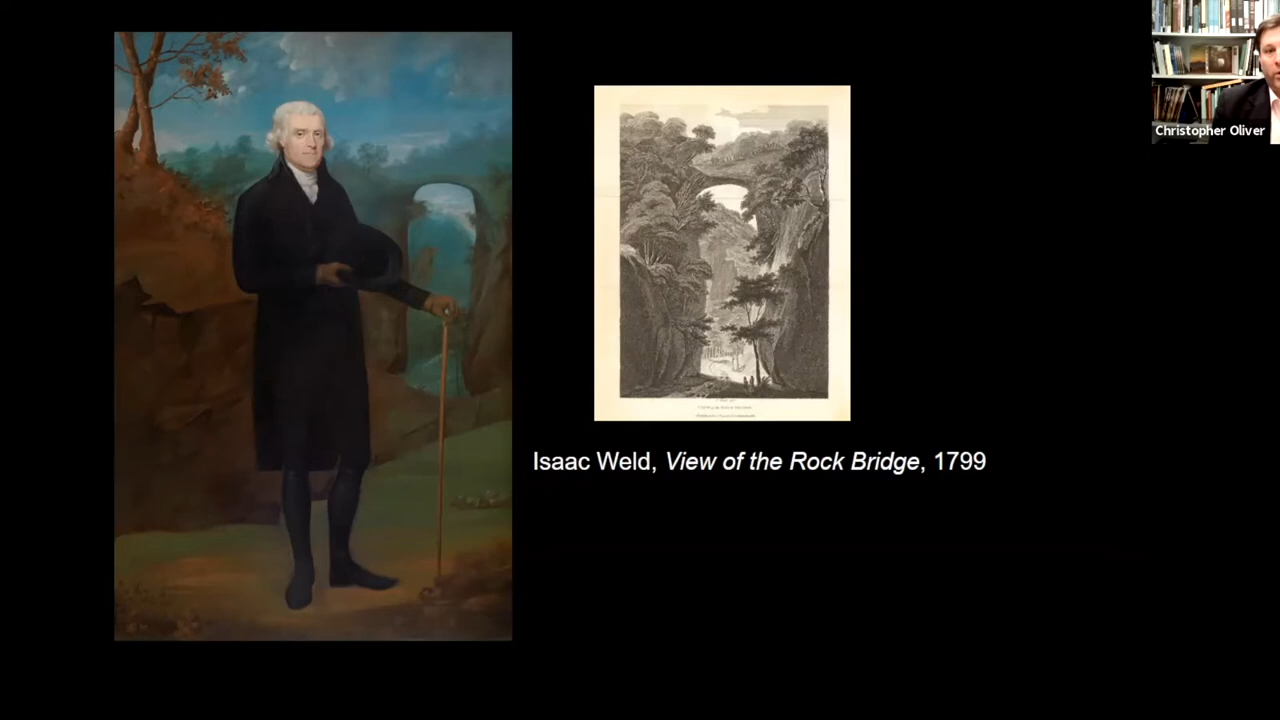 Christopher Oliver
Isaac Weld, View of the Rock Bridge, 1799